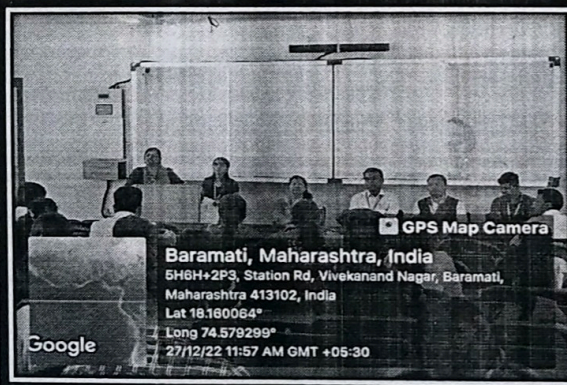 GPS Map Camera
Baramati, Maharashtra, India
5H6H+2P3, Station Rd, Vivekanand Nagar, Baramati,
Maharashtra 413102, India
Lat 18.160064°
Long 74.579299°
27/12/22 11:57 AM GMT +05:30
Google